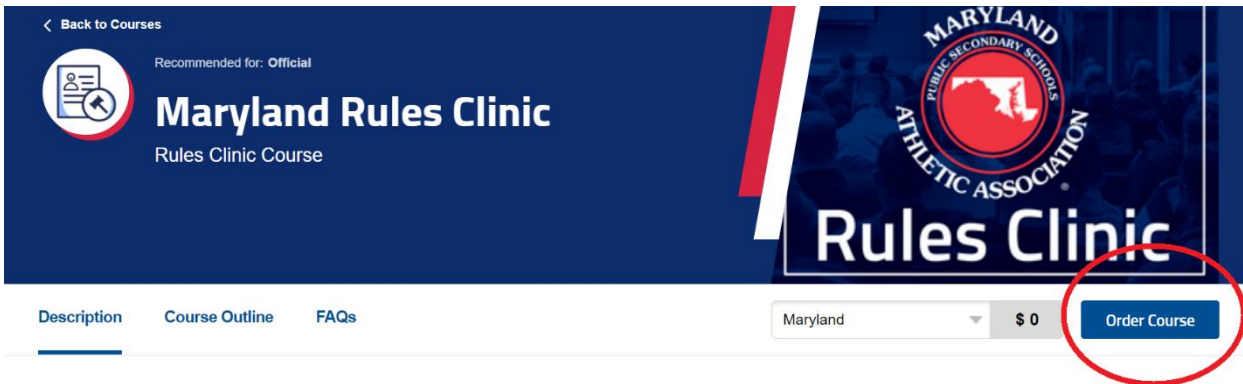 Back to Courses
Recommended for: Official
Maryland Rules Clinic
Rules Clinic Course
MARYLAND
PUBLIC SECONDARY SCHOOLS
ATHLETIC ASSOCIATION
®
Rules Clinic
Description Course Outline FAQs Maryland $ 0 Order Course